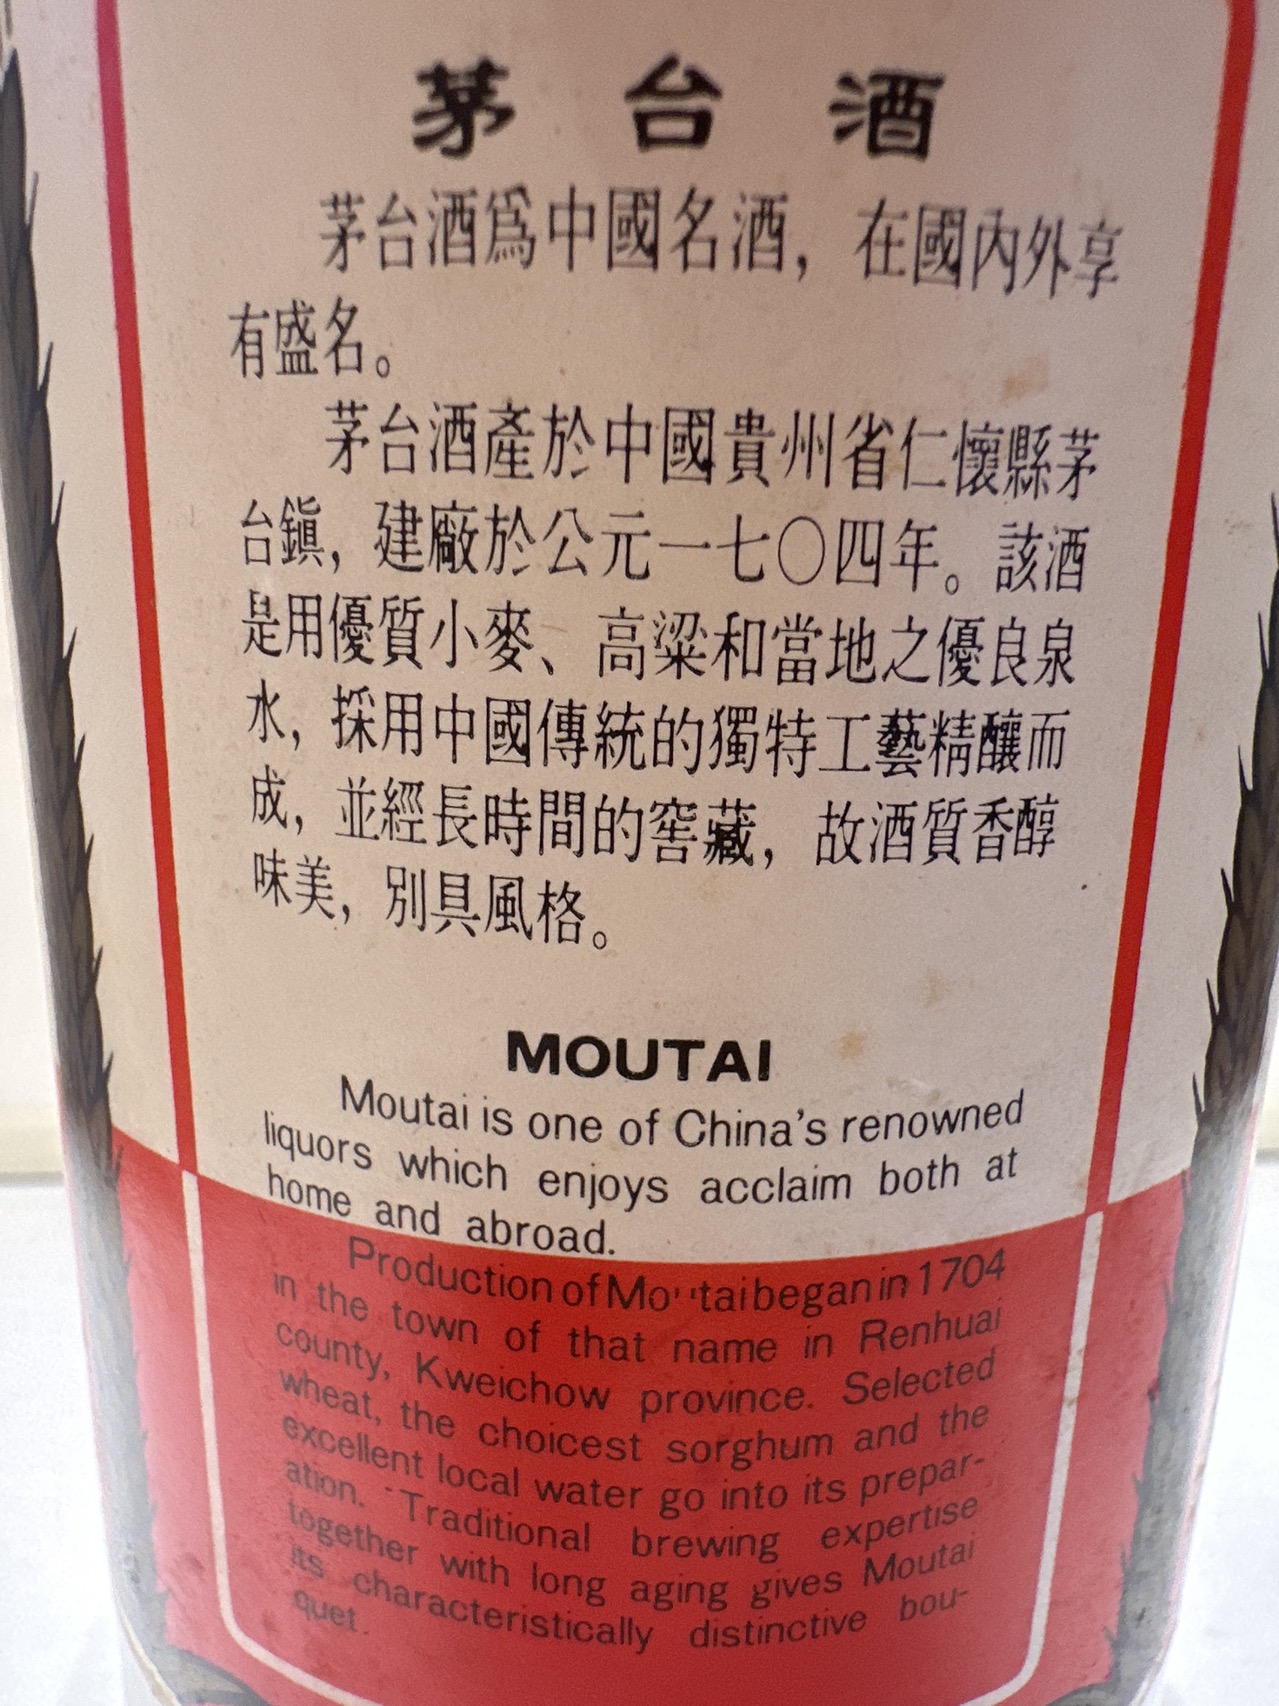 茅台酒
茅台酒爲中國名酒，在國內外享
有盛名。
茅台酒產於中國貴州省仁懷縣茅
台鎮，建廠於公元一七〇四年。該酒
是用優質小麥、高粱和當地之優良泉
水，採用中國傳統的獨特工藝精釀而
成，並經長時間的窖藏，故酒質香醇
味美，別具風格。
MOUTAI
Moutai is one of China's renowned
liquors which enjoys acclaim both at
home and abroad.
Production of Moutai began in 1704
in the town of that name in Renhuai
county, Kweichow province. Selected
wheat, the choicest sorghum and the
excellent local water go into its prepar-
ation. Traditional brewing expertise
together with long aging gives Moutai
its characteristically distinctive bou-
quet.